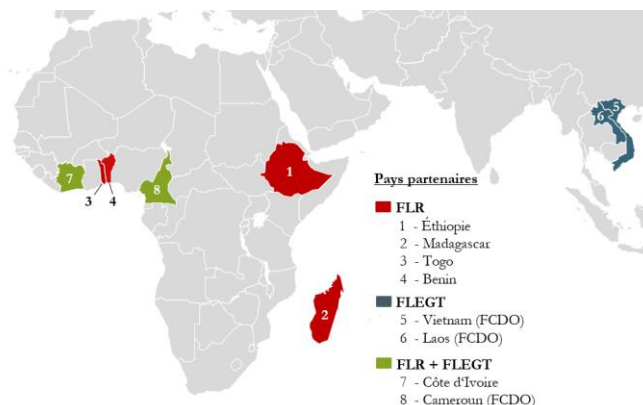 5
6
7
8
3
4
1
2
Pays partenaires
FLR
1 - Éthiopie
2 - Madagascar
3 - Togo
4 - Benin
FLEGT
5 - Vietnam (FCDO)
6 - Laos (FCDO)
FLR + FLEGT
7 - Côte d'Ivoire
8 - Cameroun (FCDO)